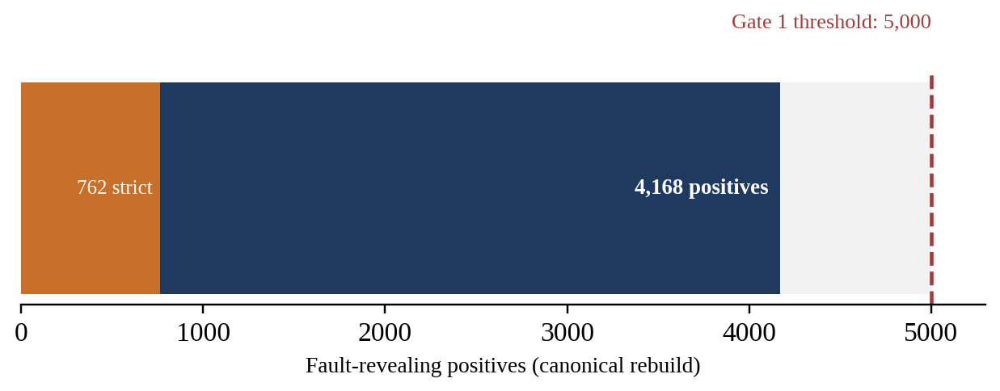 Gate 1 threshold: 5,000
762 strict
4,168 positives
0 1000 2000 3000 4000 5000
Fault-revealing positives (canonical rebuild)